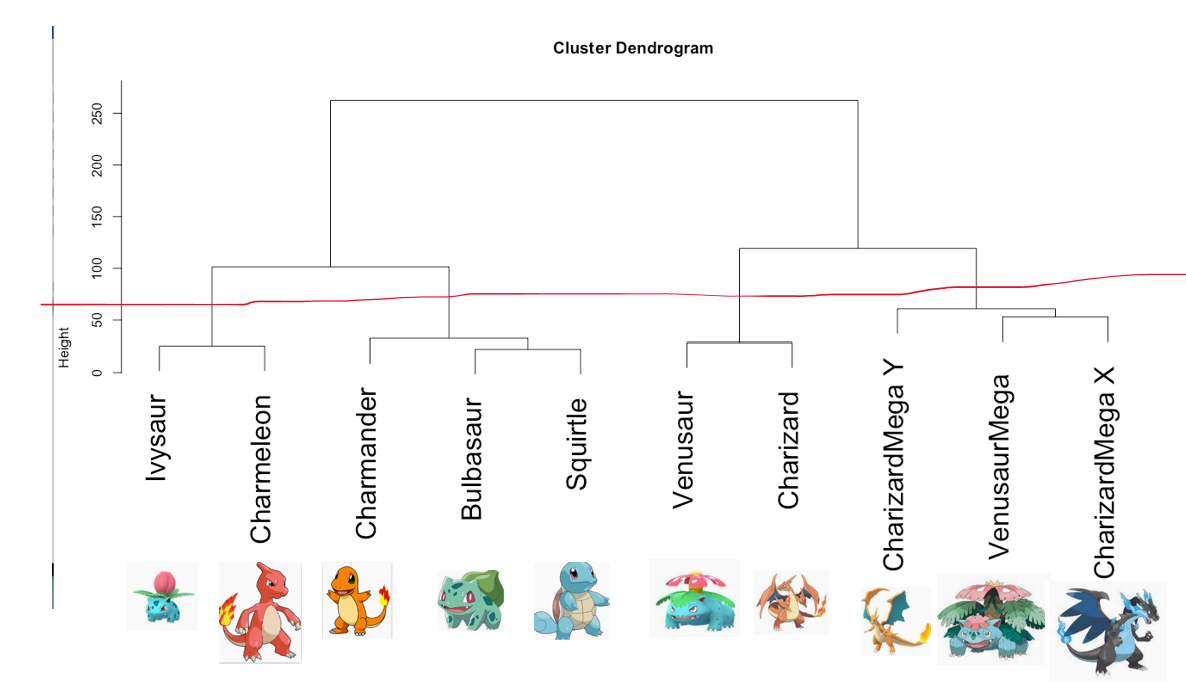 Cluster Dendrogram
250
200
150
100
50
0
Height
Ivysaur
Charmeleon
Charmander
Bulbasaur
Squirtle
Venusaur
Charizard
CharizardMega Y
VenusaurMega
CharizardMega X